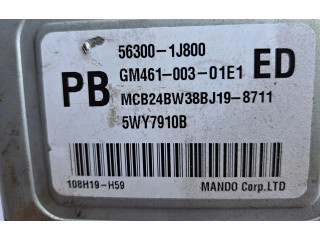 56300-1J800
PB GM461-003-01E1 ED
MCB24BW38BJ19-8711
5WY7910B
108H19-H59 MANDO Corp.LTD